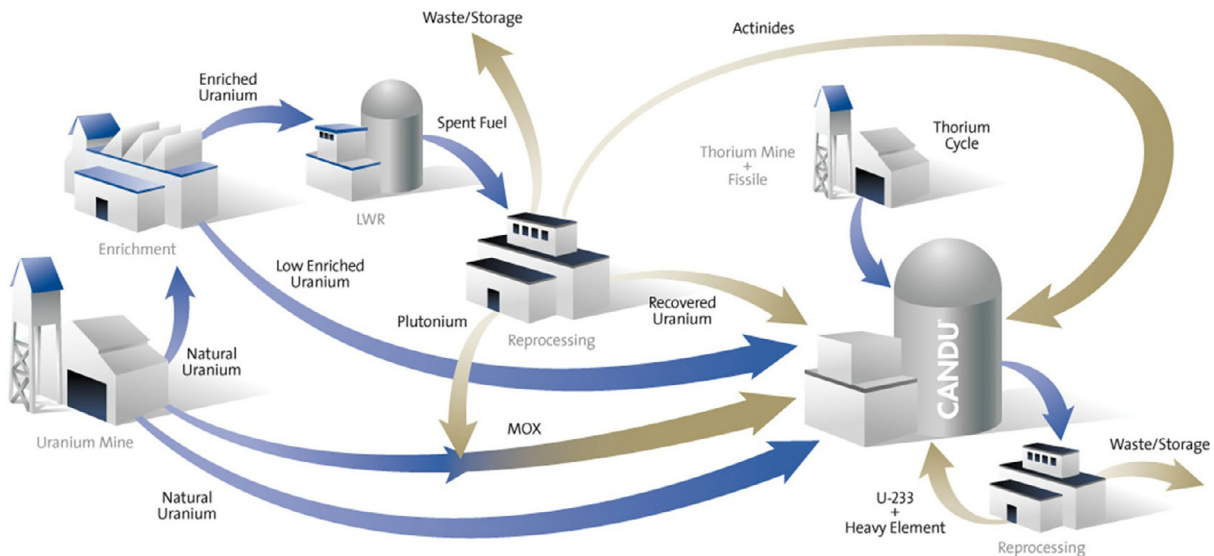 Waste/Storage
Actinides
Enriched
Uranium
Spent Fuel
Thorium
Cycle
Thorium Mine
+
Fissile
LWR
Enrichment
Low Enriched
Uranium
Recovered
Uranium
Plutonium
Reprocessing
Natural
Uranium
CANDU
Uranium Mine
MOX
Waste/Storage
Natural
Uranium
U-233
+
Heavy Element
Reprocessing